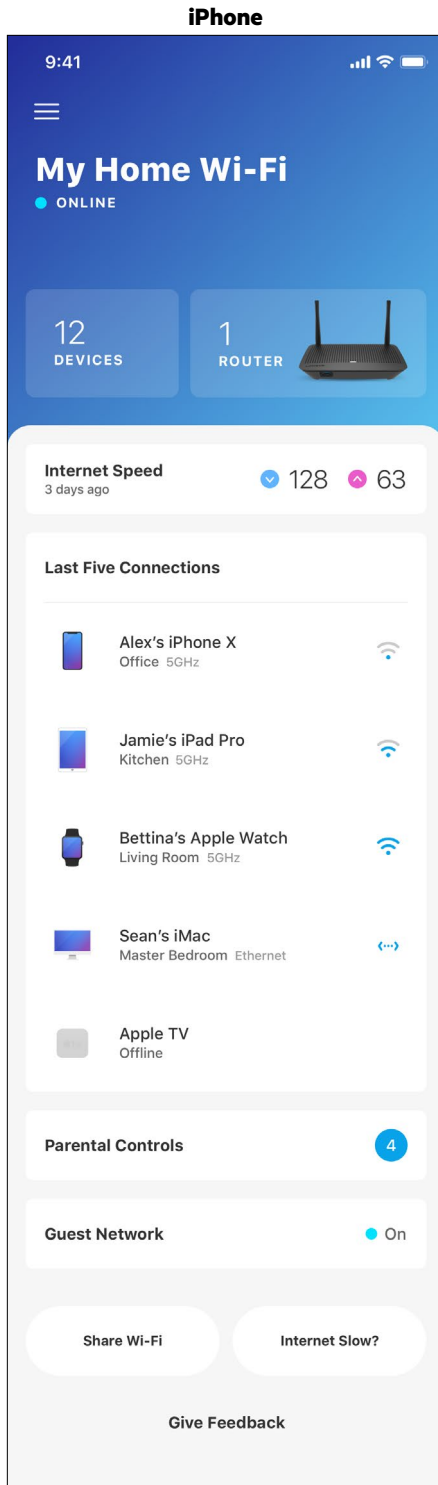 iPhone
9:41
My Home Wi-Fi
ONLINE
12
DEVICES
1
ROUTER
Internet Speed
3 days ago
128
63
Last Five Connections
Alex's iPhone X
Office 5GHz
Jamie's iPad Pro
Kitchen 5GHz
Bettina's Apple Watch
Living Room 5GHz
Sean's iMac
Master Bedroom Ethernet
Apple TV
Offline
Parental Controls
4
Guest Network
On
Share Wi-Fi
Internet Slow?
Give Feedback